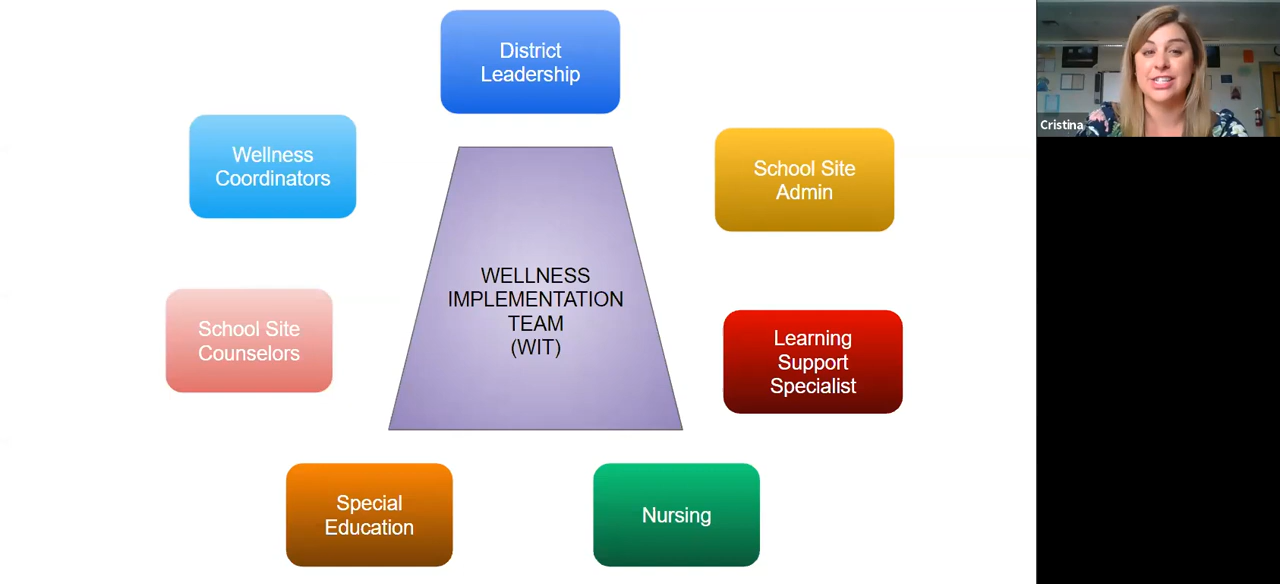 District
Leadership
Wellness
Coordinators
School Site
Admin
WELLNESS
IMPLEMENTATION
TEAM
(WIT)
School Site
Counselors
Learning
Support
Specialist
Special
Education
Nursing
Cristina